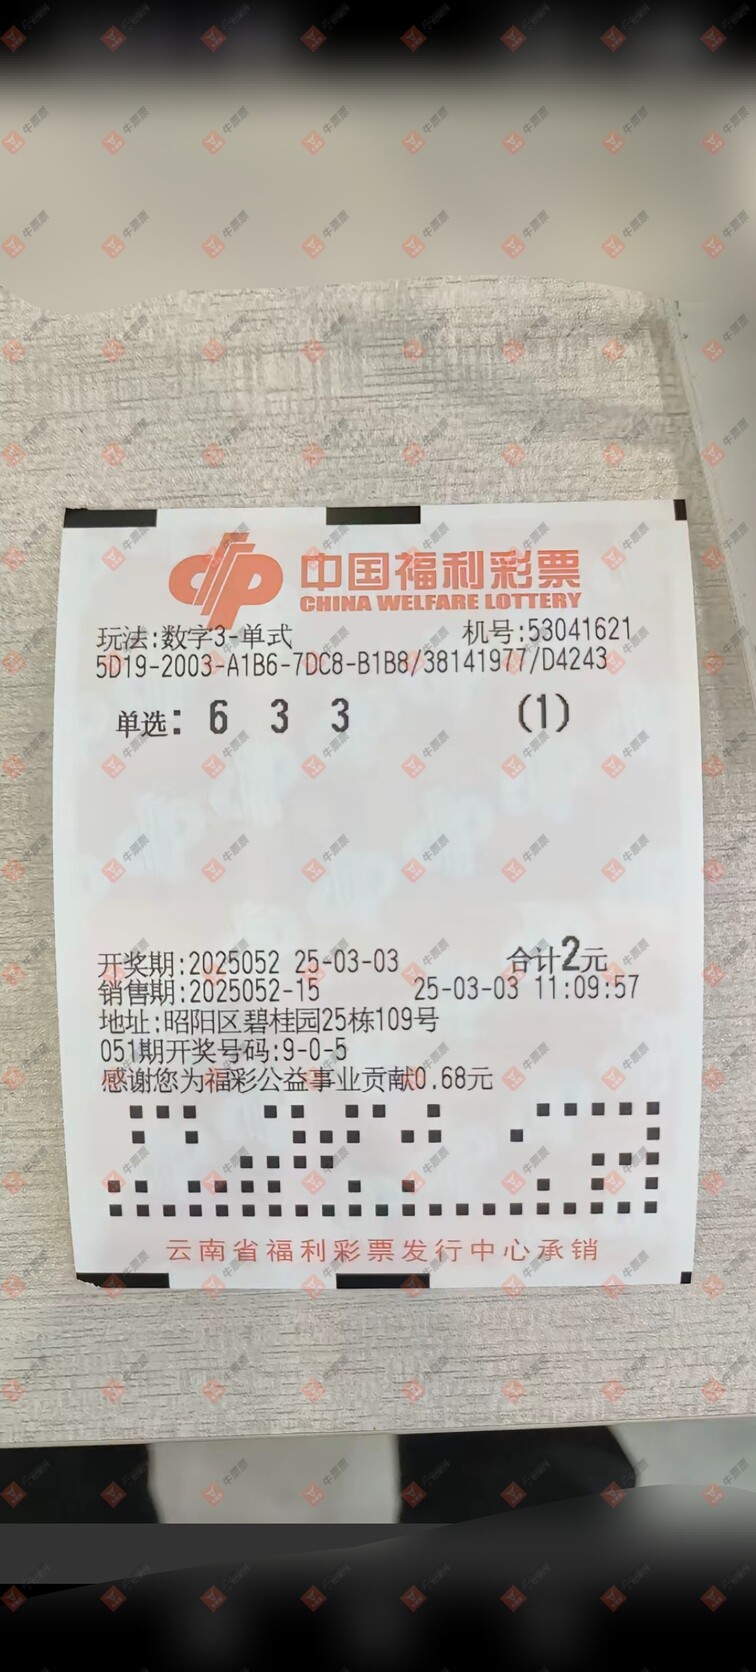 中国福利彩票
CHINA WELFARE LOTTERY
玩法:数字3-单式 机号:53041621
5D19-2003-A1B6-7DC8-B1B8/38141977/D4243
单选: 6 3 3 (1)
开奖期:2025052 25-03-03 合计2元
销售期:2025052-15 25-03-03 11:09:57
地址:昭阳区碧桂园25栋109号
051期开奖号码:9-0-5
感谢您为福彩公益事业贡献0.68元
云南省福利彩票发行中心承销